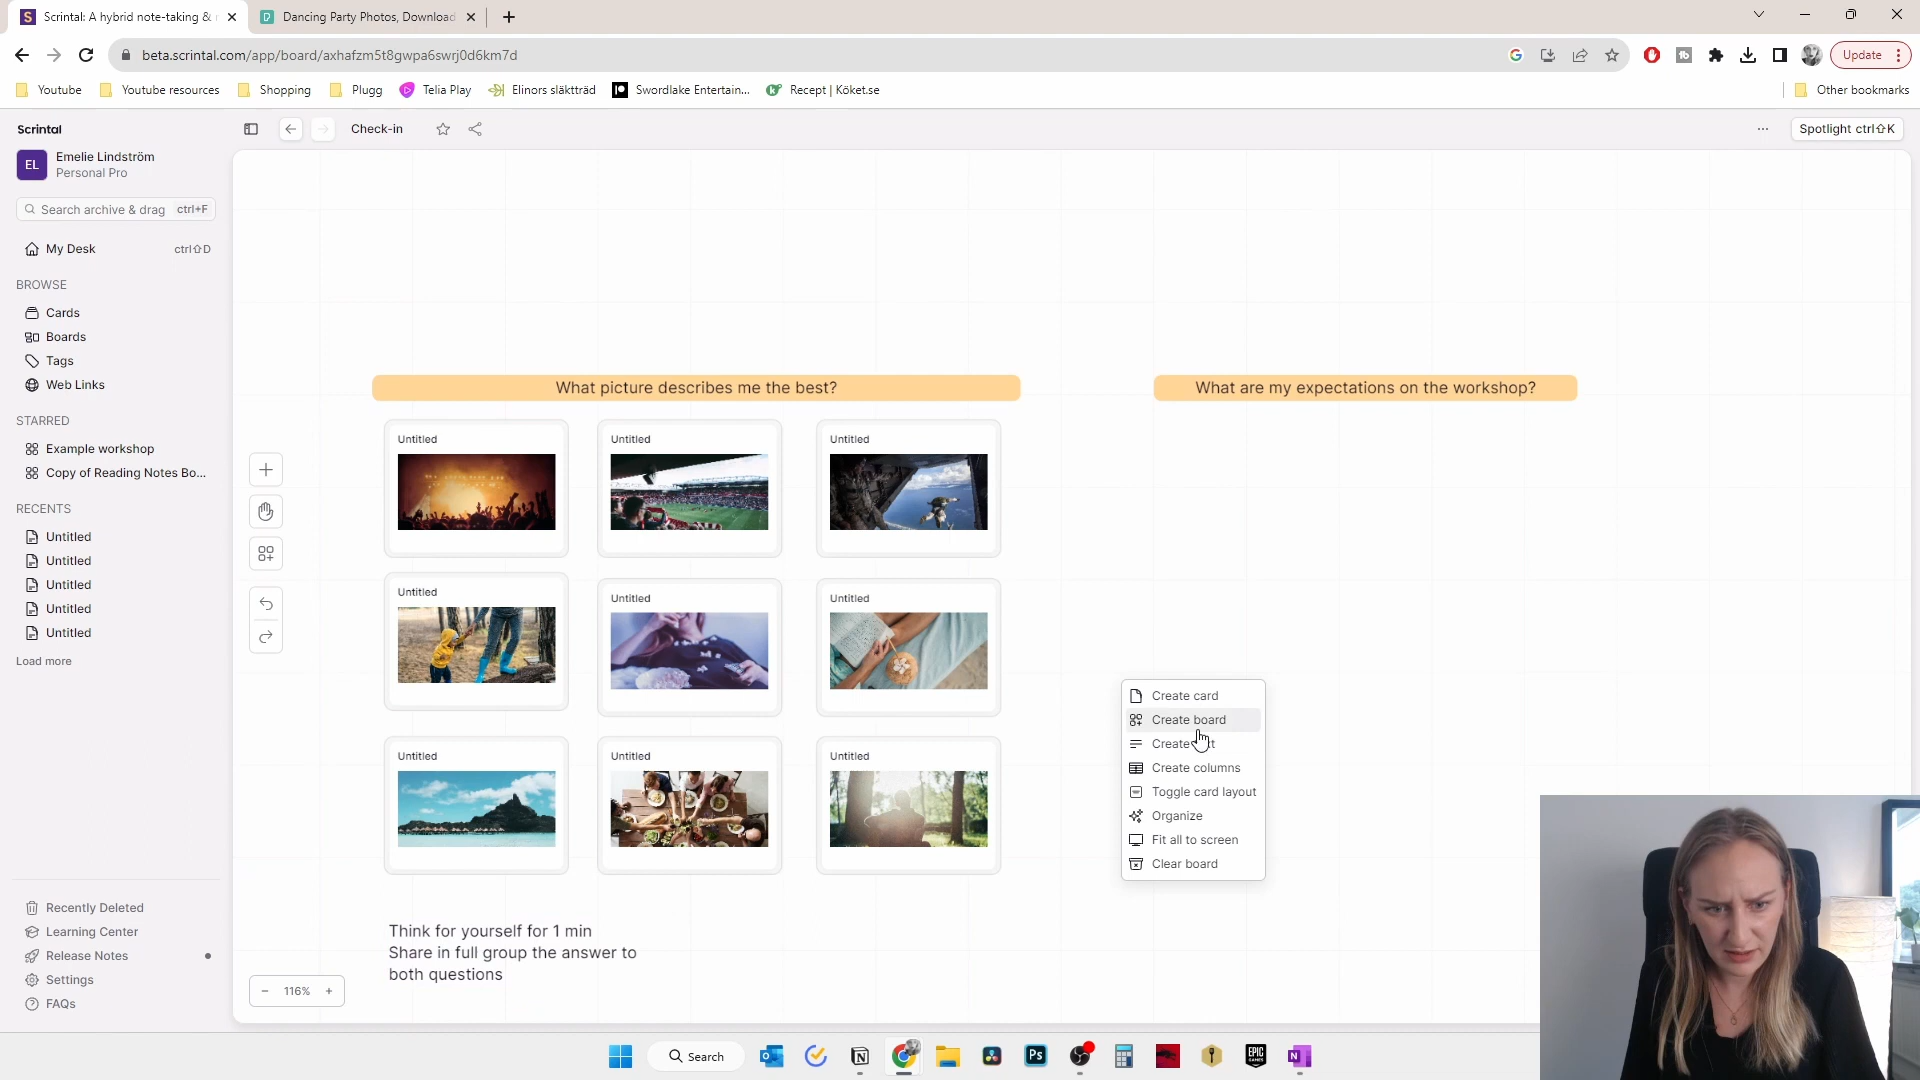 Scrintal: A hybrid note-taking &
Dancing Party Photos, Download
beta.scrintal.com/app/board/axhafzm5t8gwpa6swrj0d6km7d
Update
Youtube
Youtube resources
Shopping
Plugg
Telia Play
Elinors släktträd
Swordlake Entertain...
Recept | Köket.se
Other bookmarks
Scrintal
Check-in
Spotlight ctrl⇧K
EL
Emelie Lindström
Personal Pro
Search archive & drag
ctrl+F
My Desk
ctrl⇧D
BROWSE
Cards
Boards
Tags
Web Links
STARRED
Example workshop
Copy of Reading Notes Bo...
RECENTS
Untitled
Untitled
Untitled
Untitled
Untitled
Load more
Recently Deleted
Learning Center
Release Notes
Settings
FAQs
What picture describes me the best?
What are my expectations on the workshop?
Untitled
Untitled
Untitled
Untitled
Untitled
Untitled
Untitled
Untitled
Untitled
Think for yourself for 1 min
Share in full group the answer to
both questions
Create card
Create board
Create
Create columns
Toggle card layout
Organize
Fit all to screen
Clear board
116%
Search
Ps
EPIC
GAMES